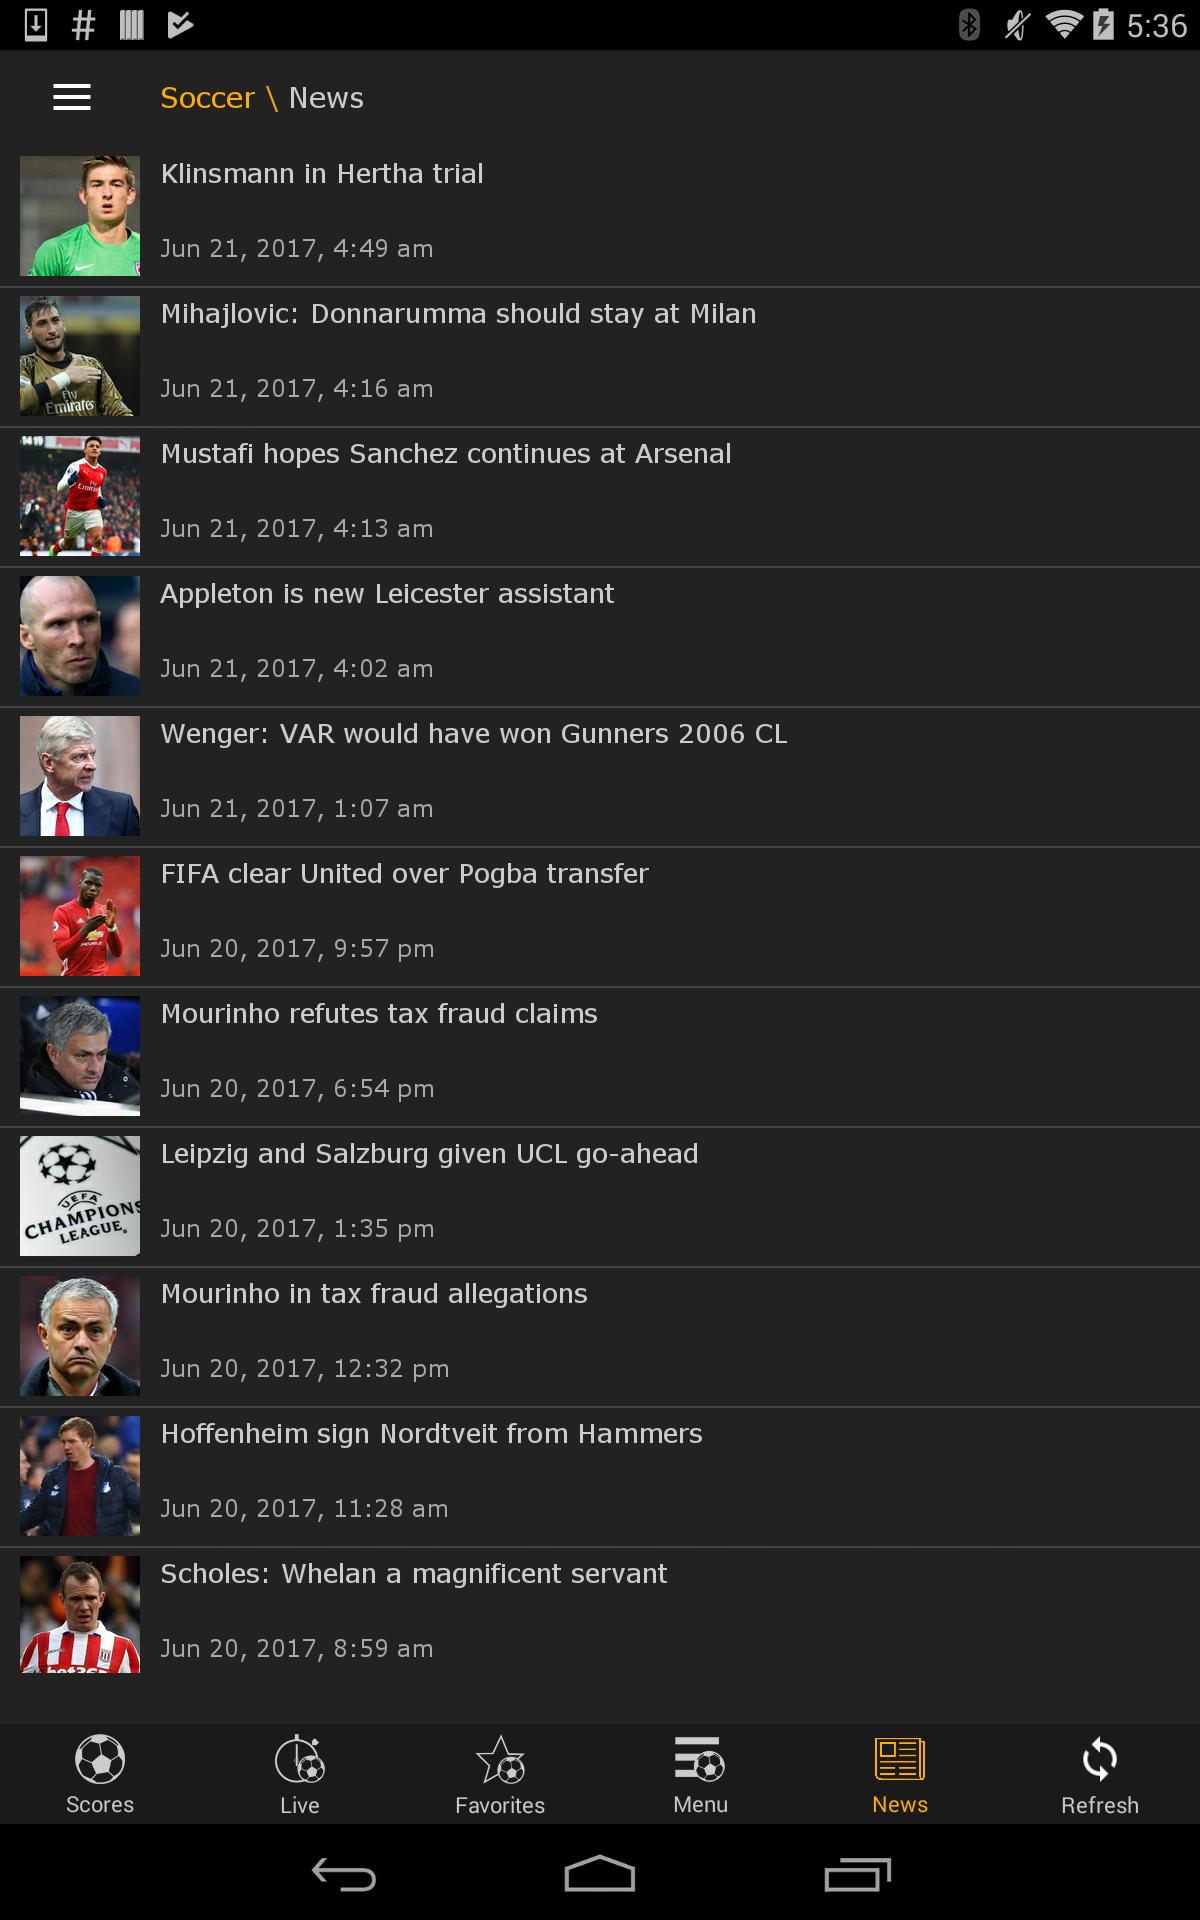 5:36
Soccer \ News
Klinsmann in Hertha trial
Jun 21, 2017, 4:49 am
Mihajlovic: Donnarumma should stay at Milan
Jun 21, 2017, 4:16 am
Fly
Emirates
Mustafi hopes Sanchez continues at Arsenal
Jun 21, 2017, 4:13 am
Appleton is new Leicester assistant
Jun 21, 2017, 4:02 am
Wenger: VAR would have won Gunners 2006 CL
Jun 21, 2017, 1:07 am
FIFA clear United over Pogba transfer
Jun 20, 2017, 9:57 pm
Mourinho refutes tax fraud claims
Jun 20, 2017, 6:54 pm
Leipzig and Salzburg given UCL go-ahead
Jun 20, 2017, 1:35 pm
UEFA
CHAMPIONS
LEAGUE
Mourinho in tax fraud allegations
Jun 20, 2017, 12:32 pm
Hoffenheim sign Nordtveit from Hammers
Jun 20, 2017, 11:28 am
Scholes: Whelan a magnificent servant
Jun 20, 2017, 8:59 am
Scores
Live
Favorites
Menu
News
Refresh